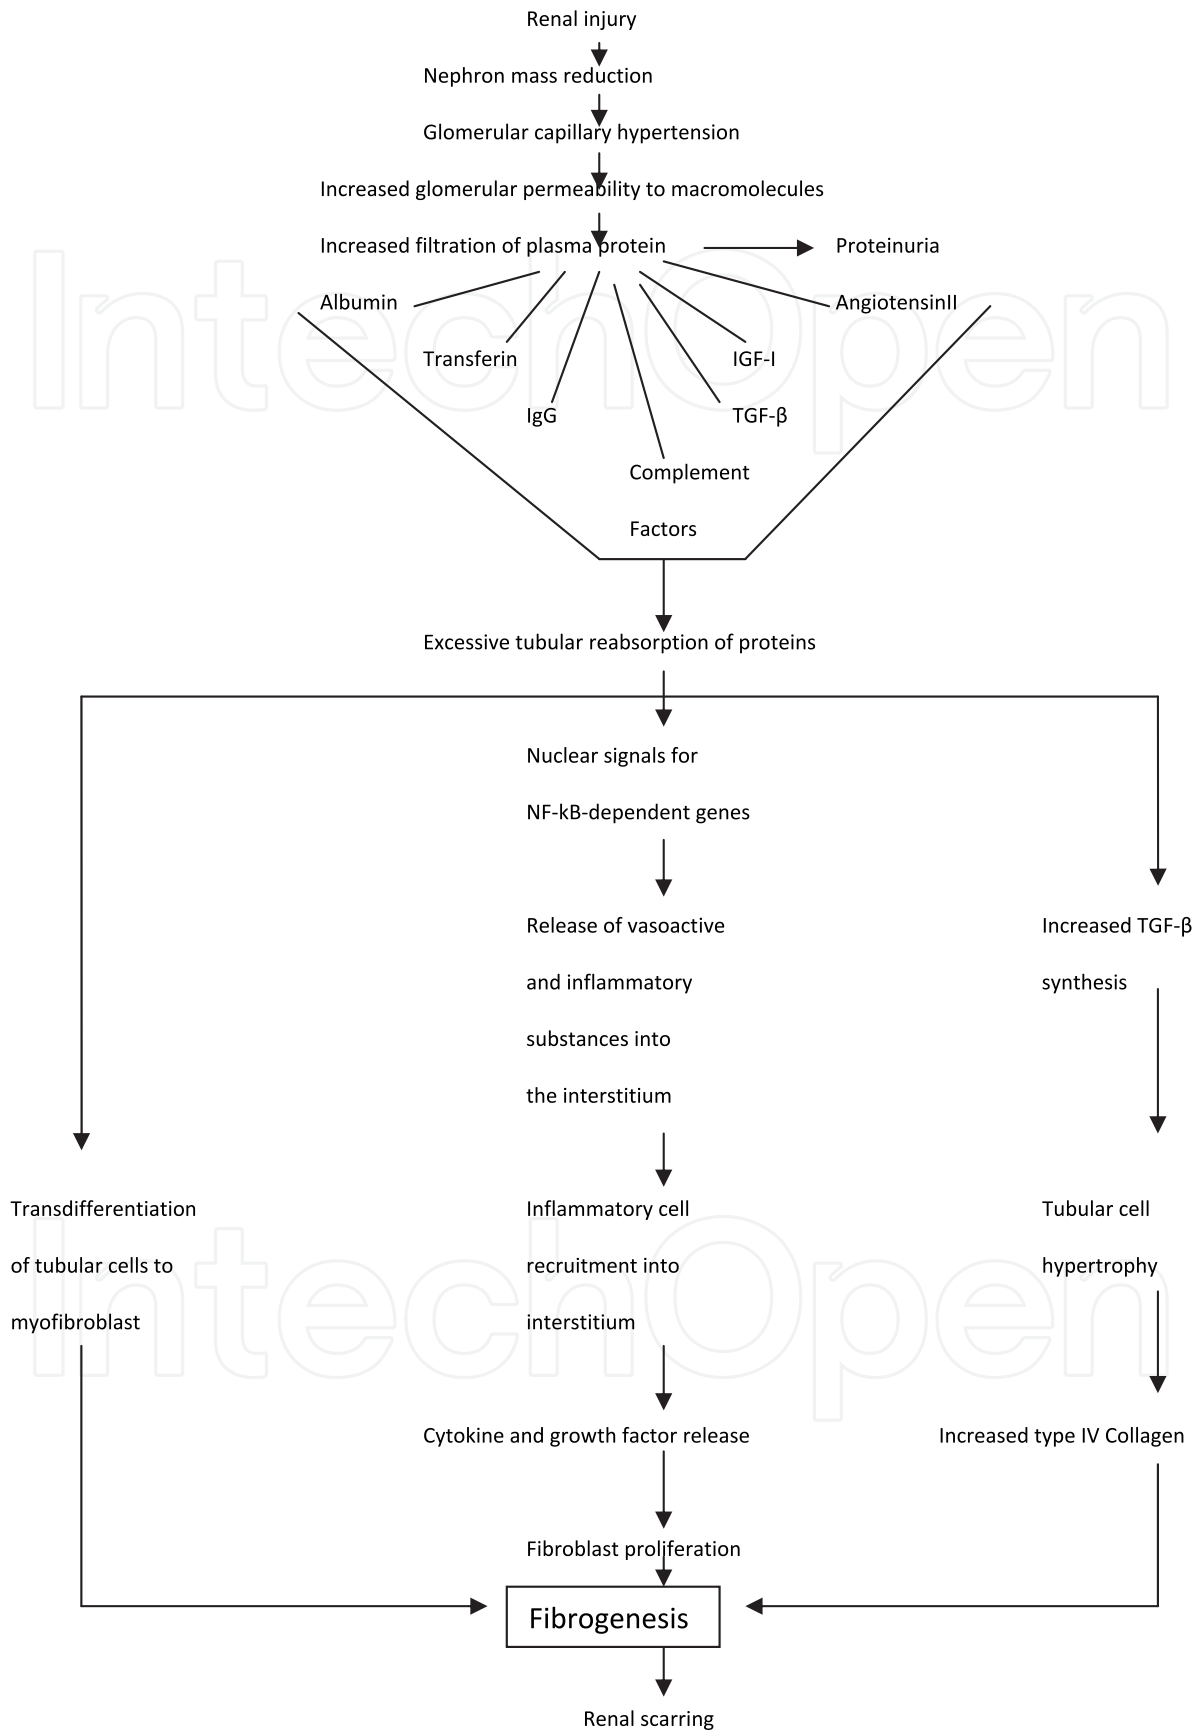 Renal injury
Nephron mass reduction
Glomerular capillary hypertension
Increased glomerular permeability to macromolecules
Increased filtration of plasma protein
Proteinuria
Albumin
AngiotensinII
Transferin
IGF-I
IgG
TGF-β
Complement
Factors
Excessive tubular reabsorption of proteins
Nuclear signals for
NF-kB-dependent genes
Release of vasoactive
and inflammatory
substances into
the interstitium
Increased TGF-β
synthesis
Transdifferentiation
of tubular cells to
myofibroblast
Inflammatory cell
recruitment into
interstitium
Tubular cell
hypertrophy
Cytokine and growth factor release
Increased type IV Collagen
Fibroblast proliferation
Fibrogenesis
Renal scarring
IntechOpen
IntechOpen